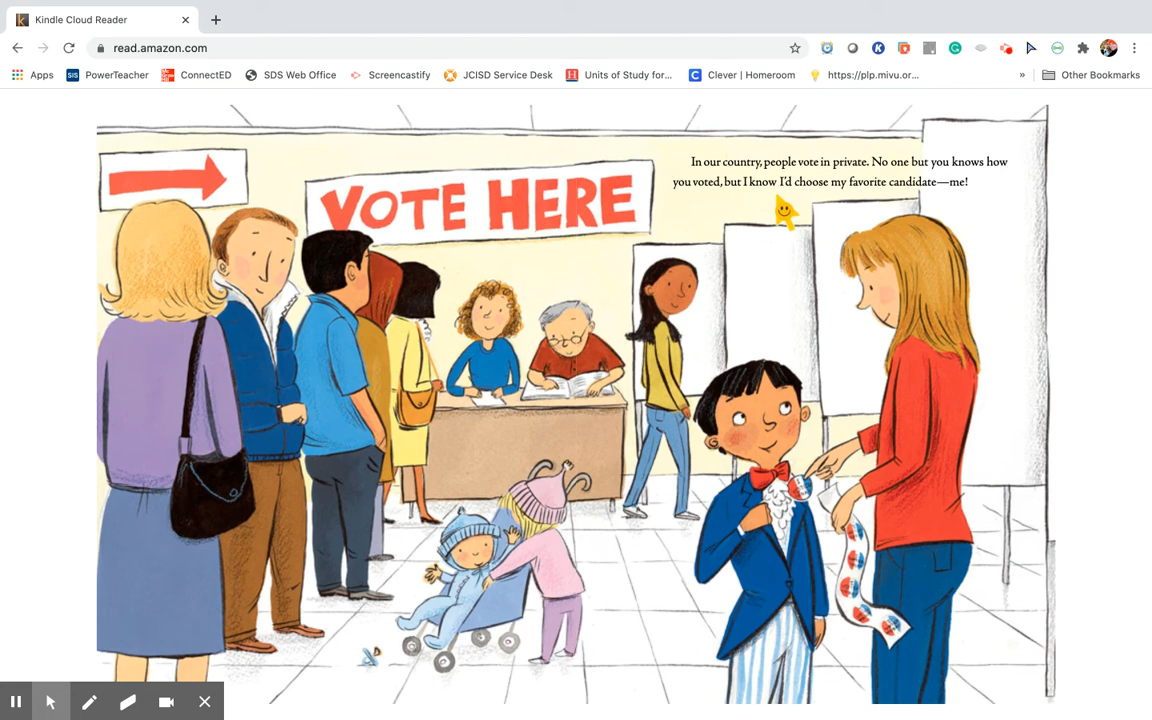 Kindle Cloud Reader
read.amazon.com
Apps
SIS
PowerTeacher
ConnectED
SDS Web Office
Screencastify
JCISD Service Desk
Units of Study for...
Clever | Homeroom
https://plp.mivu.or...
»
Other Bookmarks
In our country, people vote in private. No one but you knows how
you voted, but I know I'd choose my favorite candidate—me!
VOTE HERE